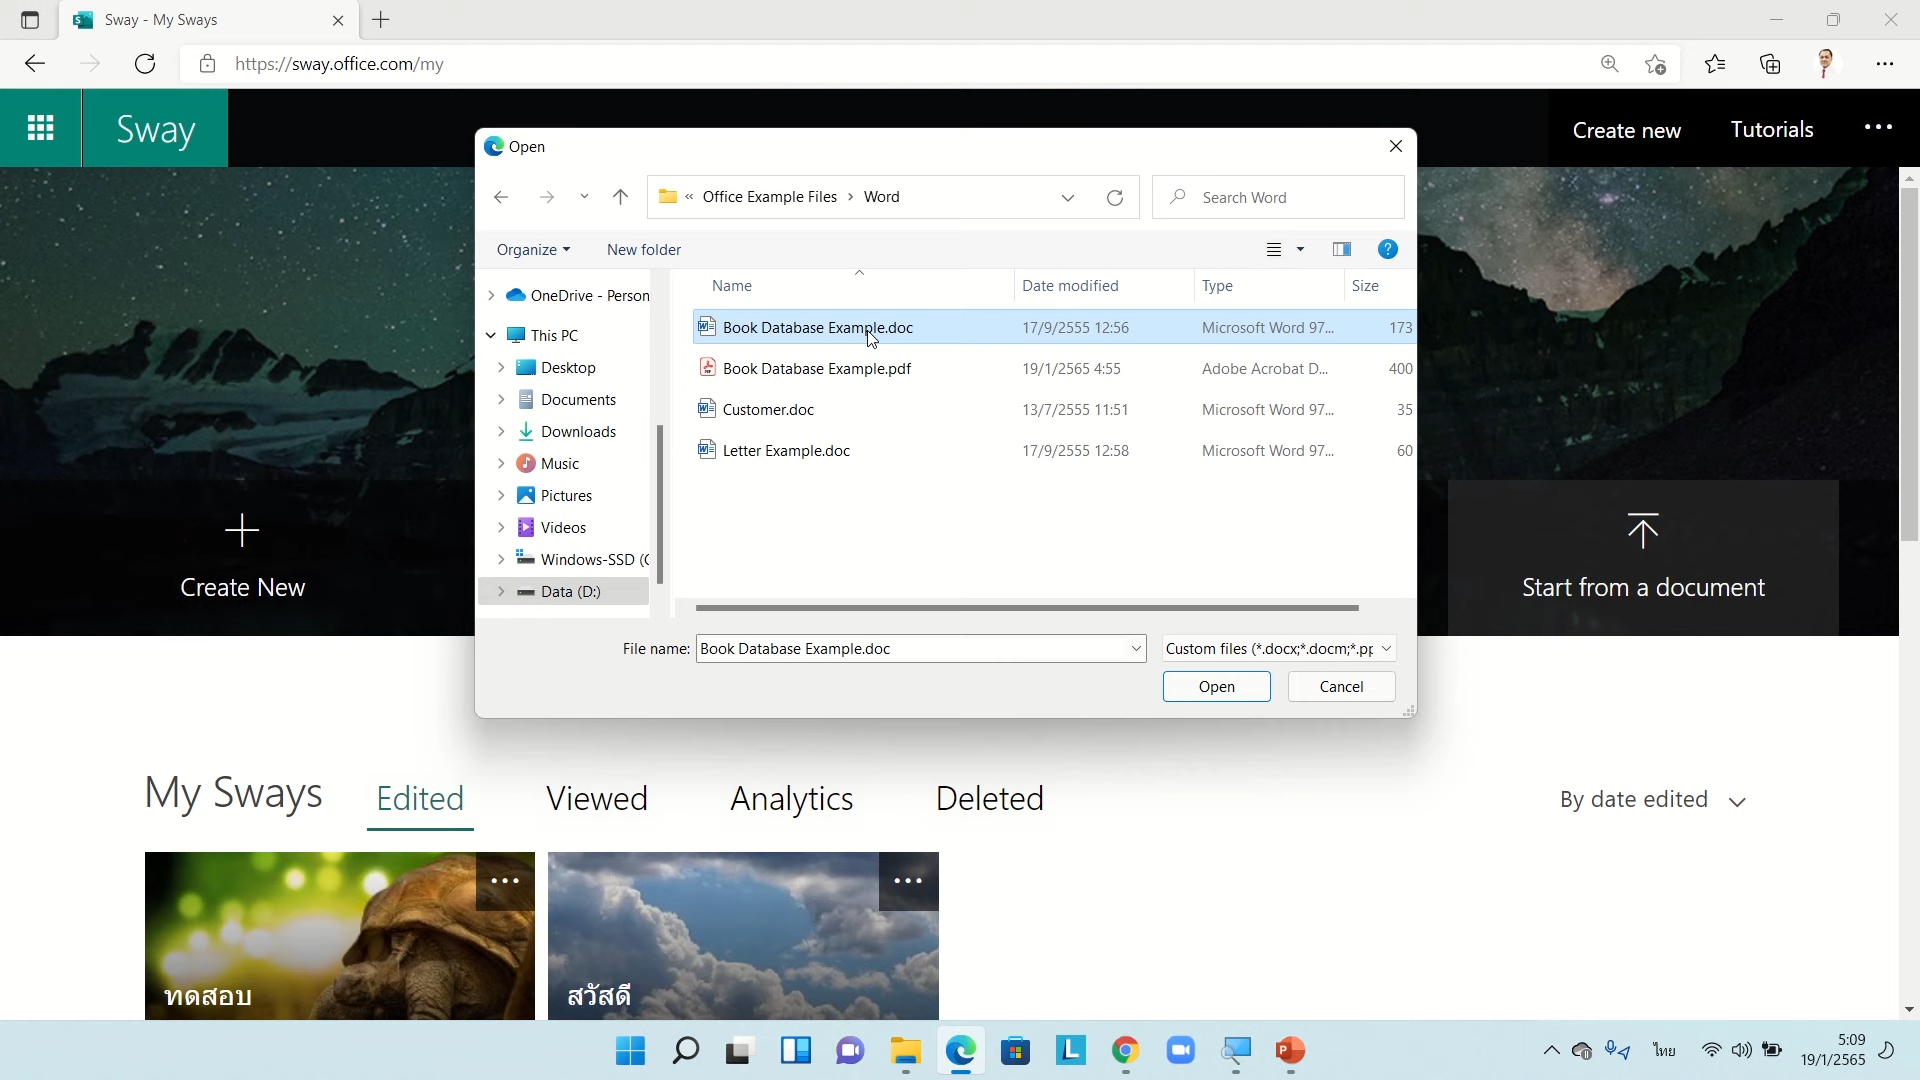 Sway - My Sways
https://sway.office.com/my
Sway
Create new
Tutorials
Open
« Office Example Files > Word
Search Word
Organize
New folder
Name
Date modified
Type
Size
OneDrive - Person
This PC
Desktop
Documents
Downloads
Music
Pictures
Videos
Windows-SSD (C
Data (D:)
Book Database Example.doc 17/9/2555 12:56 Microsoft Word 97... 173
Book Database Example.pdf 19/1/2565 4:55 Adobe Acrobat D... 400
Customer.doc 13/7/2555 11:51 Microsoft Word 97... 35
Letter Example.doc 17/9/2555 12:58 Microsoft Word 97... 60
File name: Book Database Example.doc
Custom files (*.docx;*.docm;*.pp
Open
Cancel
Create New
Start from a document
My Sways
Edited
Viewed
Analytics
Deleted
By date edited
ทดสอบ
สวัสดี
ไทย
5:09
19/1/2565